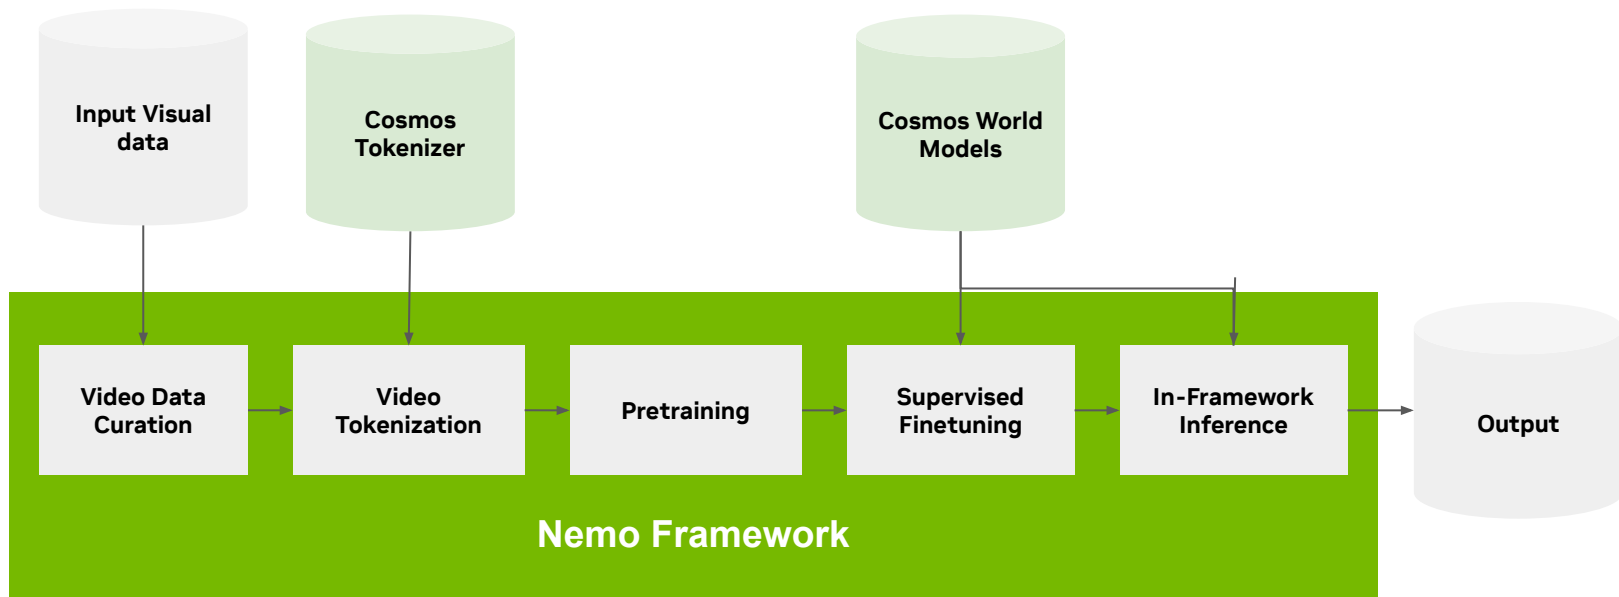 Input Visual
data
Cosmos
Tokenizer
Cosmos World
Models
Video Data
Curation
Video
Tokenization
Pretraining
Supervised
Finetuning
In-Framework
Inference
Output
Nemo Framework